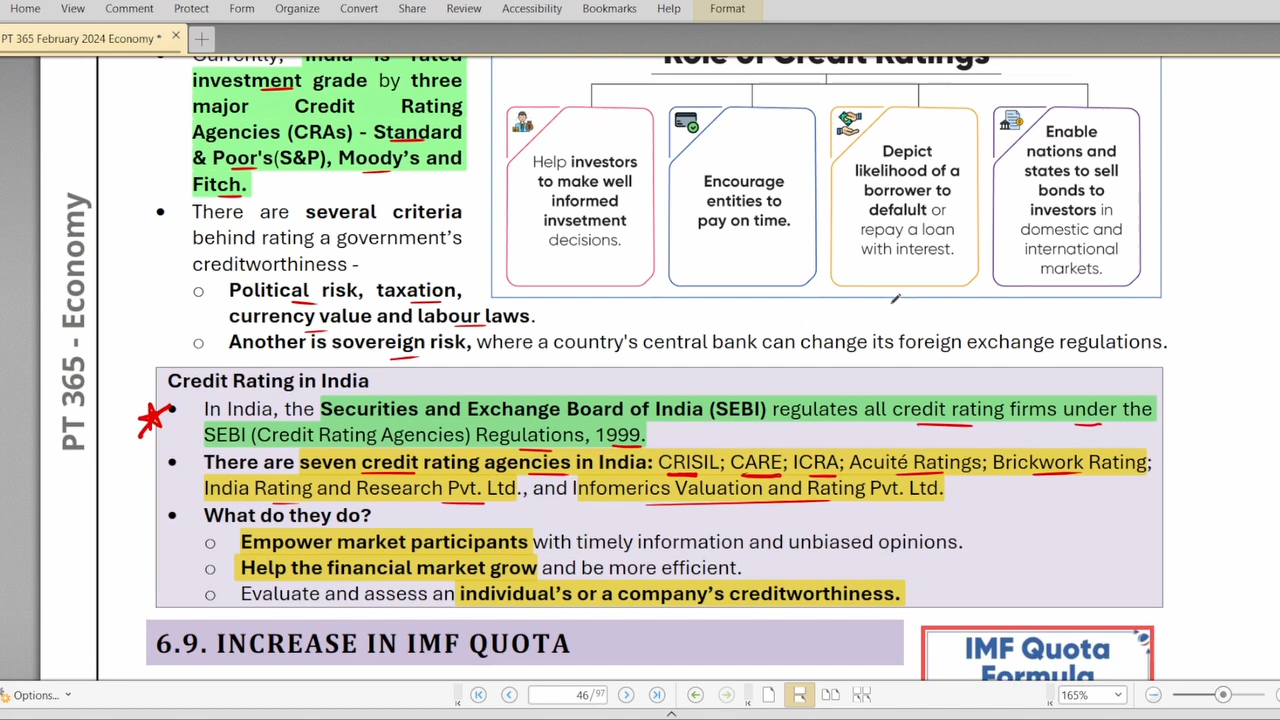 Home View Comment Protect Form Organize Convert Share Review Accessibility Bookmarks Help Format
PT 365 February 2024 Economy *
Currently, India is rated
investment grade by three
major Credit Rating
Agencies (CRAs) - Standard
& Poor's(S&P), Moody’s and
Fitch.
• There are several criteria
behind rating a government’s
creditworthiness -
o Political risk, taxation,
currency value and labour laws.
o Another is sovereign risk, where a country's central bank can change its foreign exchange regulations.
Role of Credit Ratings
Help investors
to make well
informed
invsetment
decisions.
Encourage
entities to
pay on time.
Depict
likelihood of a
borrower to
defalult or
repay a loan
with interest.
Enable
nations and
states to sell
bonds to
investors in
domestic and
international
markets.
PT 365 - Economy
Credit Rating in India
• In India, the Securities and Exchange Board of India (SEBI) regulates all credit rating firms under the
SEBI (Credit Rating Agencies) Regulations, 1999.
• There are seven credit rating agencies in India: CRISIL; CARE; ICRA; Acuité Ratings; Brickwork Rating;
India Rating and Research Pvt. Ltd., and Infomerics Valuation and Rating Pvt. Ltd.
• What do they do?
o Empower market participants with timely information and unbiased opinions.
o Help the financial market grow and be more efficient.
o Evaluate and assess an individual’s or a company’s creditworthiness.
6.9. INCREASE IN IMF QUOTA
IMF Quota
Formula
Options...
46 / 97
165%